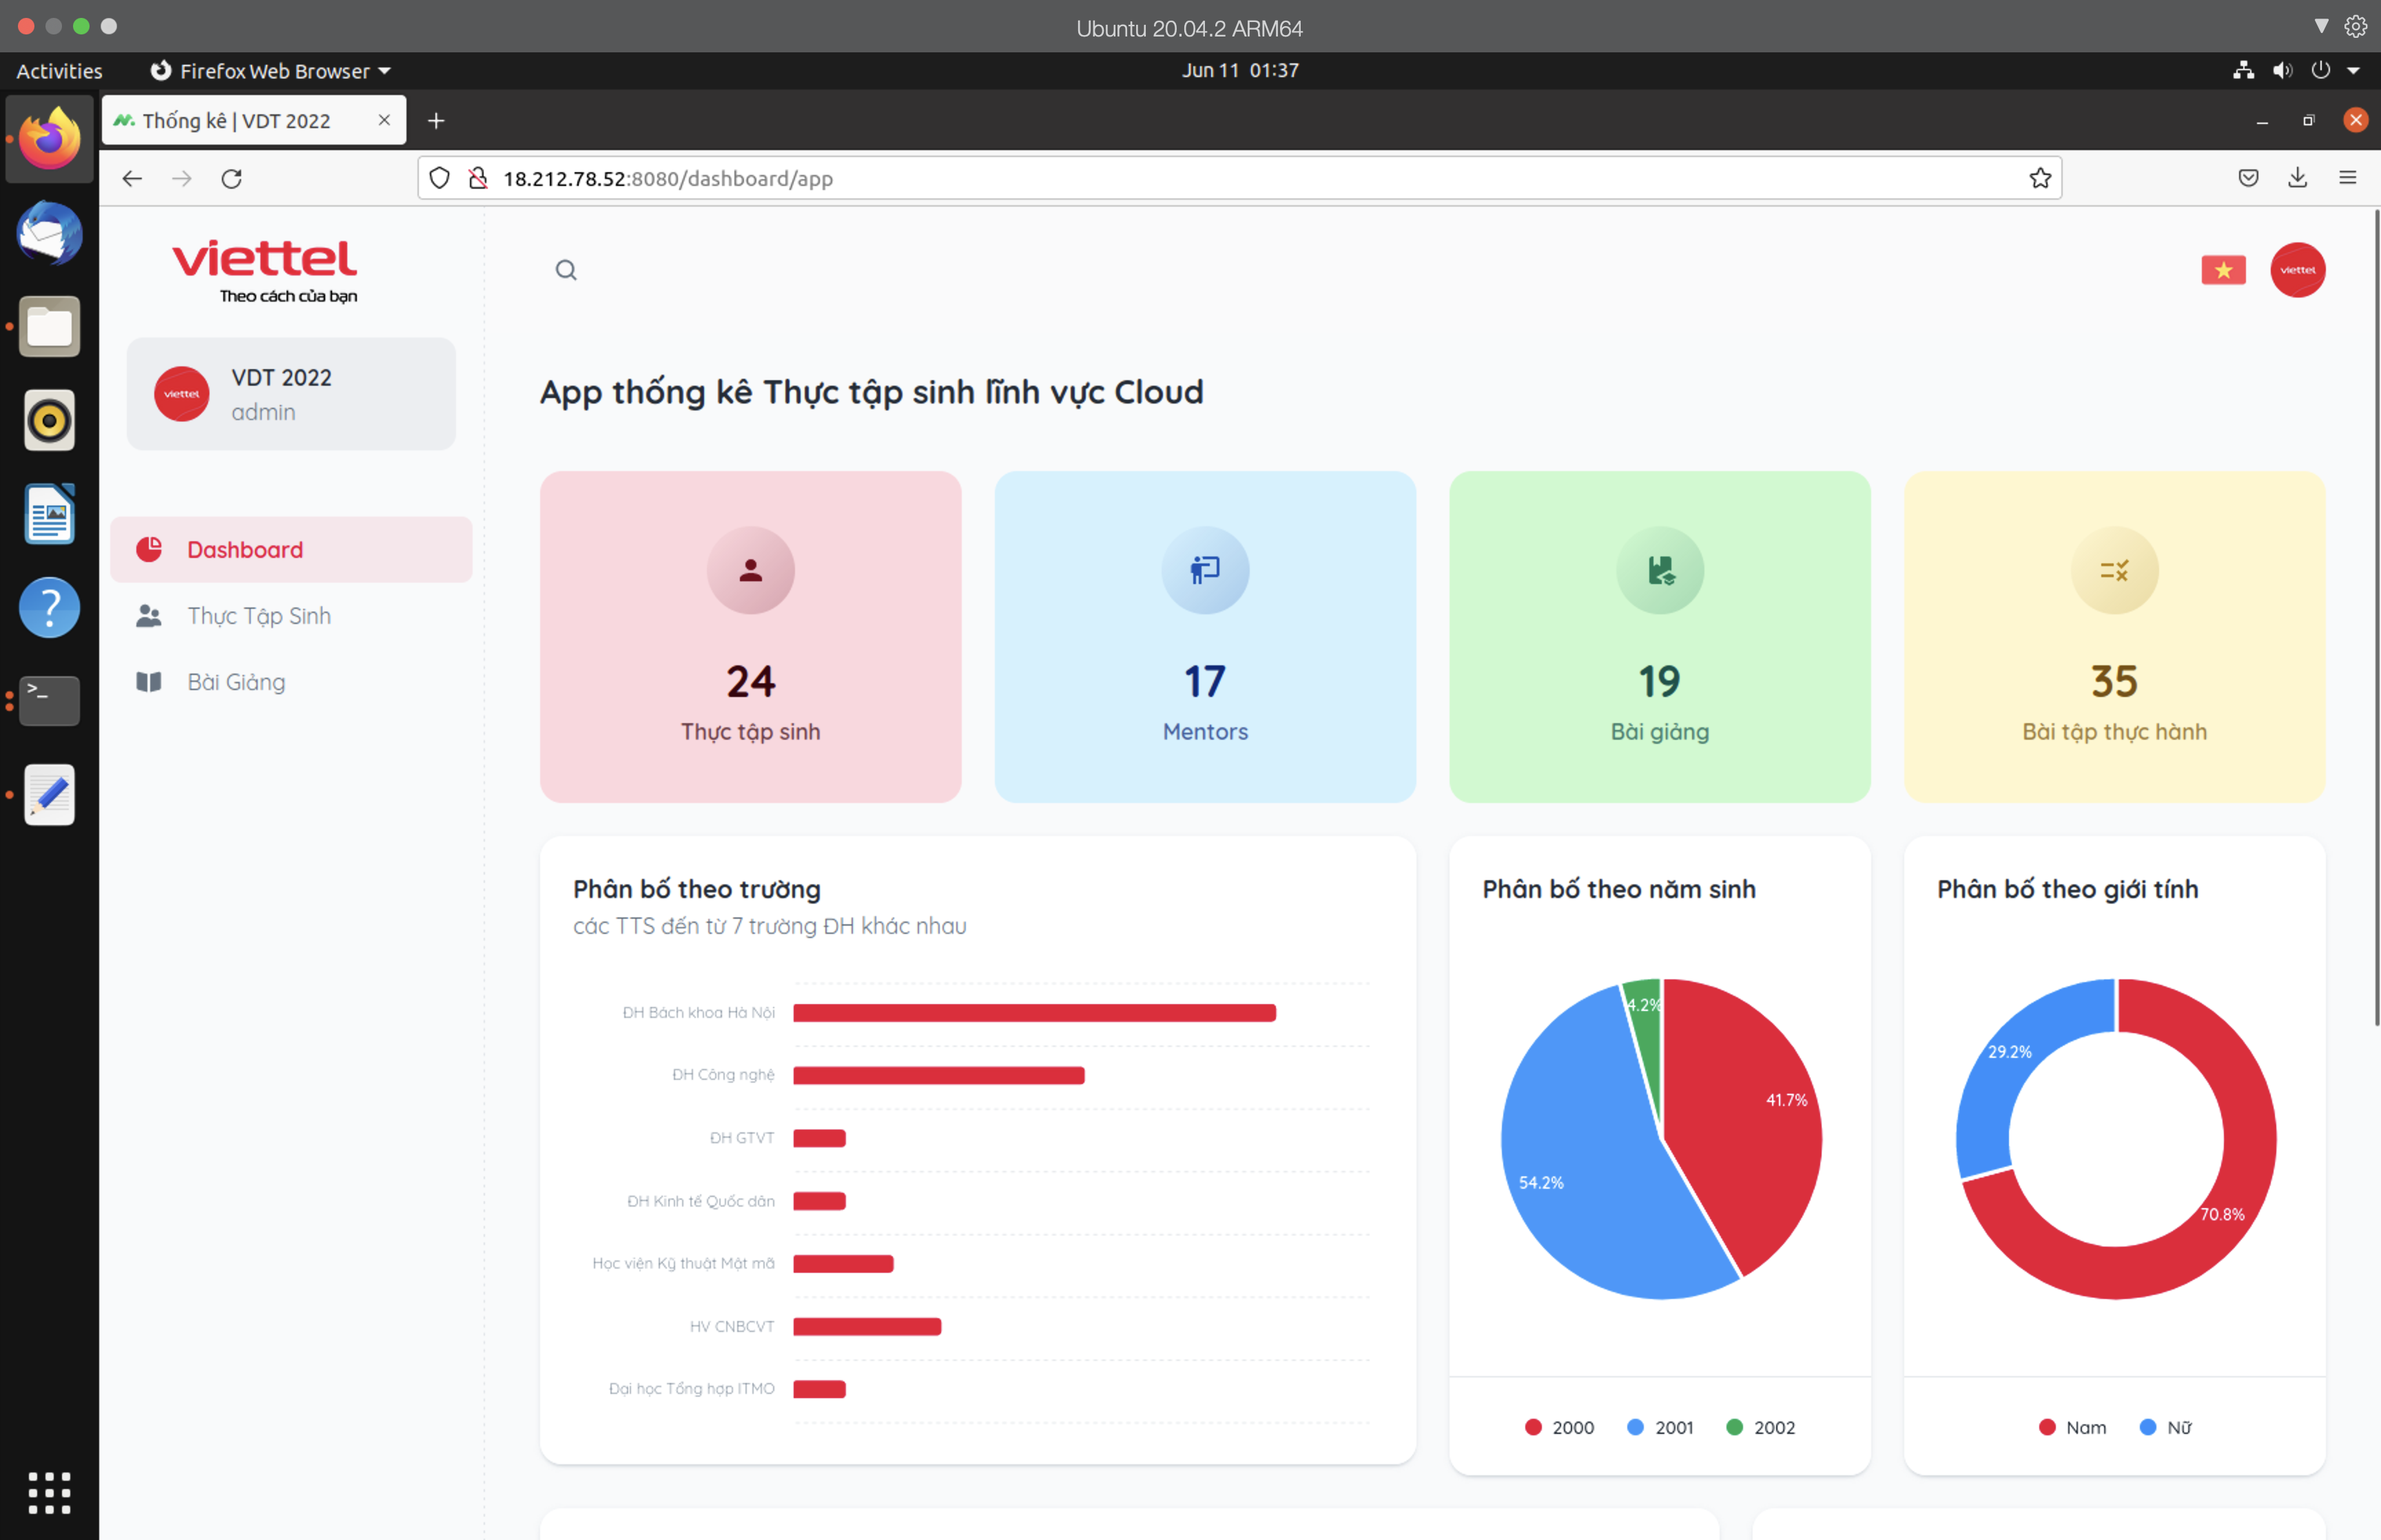 Ubuntu 20.04.2 ARM64
Activities
Firefox Web Browser
Jun 11 01:37
Thống kê | VDT 2022
18.212.78.52:8080/dashboard/app
viettel
Theo cách của bạn
viettel
VDT 2022
admin
Dashboard
Thực Tập Sinh
Bài Giảng
viettel
App thống kê Thực tập sinh lĩnh vực Cloud
24
Thực tập sinh
17
Mentors
19
Bài giảng
35
Bài tập thực hành
Phân bố theo trường
các TTS đến từ 7 trường ĐH khác nhau
ĐH Bách khoa Hà Nội
ĐH Công nghệ
ĐH GTVT
ĐH Kinh tế Quốc dân
Học viện Kỹ thuật Mật mã
HV CNBCVT
Đại học Tổng hợp ITMO
Phân bố theo năm sinh
4.2%
41.7%
54.2%
2000
2001
2002
Phân bố theo giới tính
29.2%
70.8%
Nam
Nữ